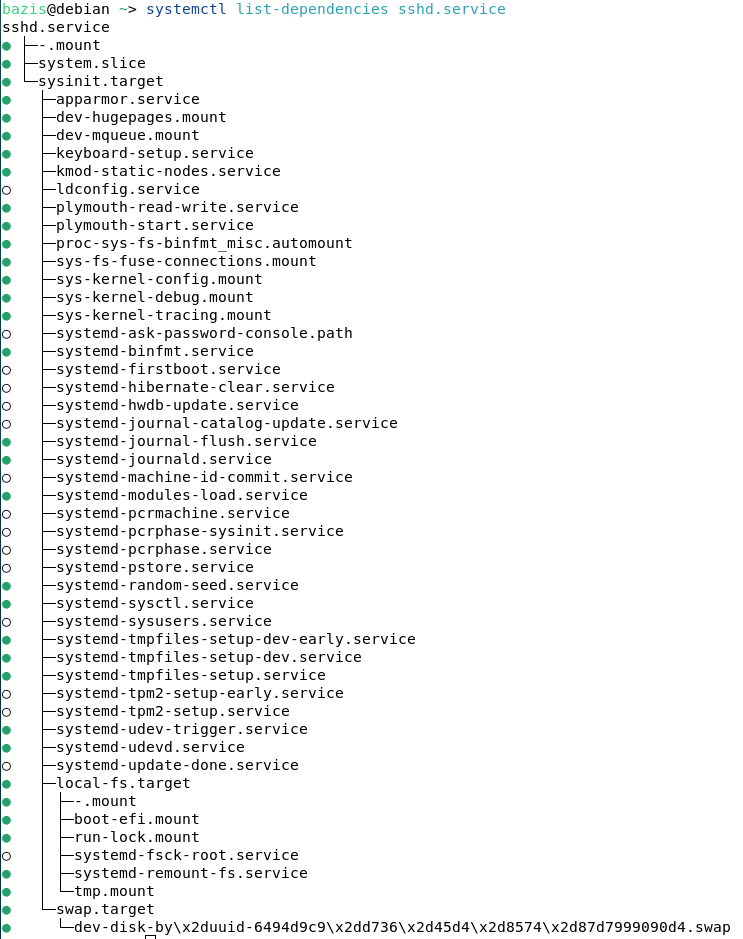 bazis@debian ~> systemctl list-dependencies sshd.service
sshd.service
● ├─-.mount
● ├─system.slice
● └─sysinit.target
●   ├─apparmor.service
●   ├─dev-hugepages.mount
●   ├─dev-mqueue.mount
●   ├─keyboard-setup.service
●   ├─kmod-static-nodes.service
○   ├─ldconfig.service
●   ├─plymouth-read-write.service
●   ├─plymouth-start.service
●   ├─proc-sys-fs-binfmt_misc.automount
●   ├─sys-fs-fuse-connections.mount
●   ├─sys-kernel-config.mount
●   ├─sys-kernel-debug.mount
●   ├─sys-kernel-tracing.mount
○   ├─systemd-ask-password-console.path
●   ├─systemd-binfmt.service
○   ├─systemd-firstboot.service
○   ├─systemd-hibernate-clear.service
○   ├─systemd-hwdb-update.service
○   ├─systemd-journal-catalog-update.service
●   ├─systemd-journal-flush.service
●   ├─systemd-journald.service
○   ├─systemd-machine-id-commit.service
●   ├─systemd-modules-load.service
○   ├─systemd-pcrmachine.service
○   ├─systemd-pcrphase-sysinit.service
○   ├─systemd-pcrphase.service
○   ├─systemd-pstore.service
●   ├─systemd-random-seed.service
●   ├─systemd-sysctl.service
○   ├─systemd-sysusers.service
●   ├─systemd-tmpfiles-setup-dev-early.service
●   ├─systemd-tmpfiles-setup-dev.service
●   ├─systemd-tmpfiles-setup.service
○   ├─systemd-tpm2-setup-early.service
○   ├─systemd-tpm2-setup.service
●   ├─systemd-udev-trigger.service
●   ├─systemd-udevd.service
○   ├─systemd-update-done.service
●   ├─local-fs.target
●   │ ├─-.mount
●   │ ├─boot-efi.mount
●   │ ├─run-lock.mount
○   │ ├─systemd-fsck-root.service
●   │ ├─systemd-remount-fs.service
●   │ └─tmp.mount
●   └─swap.target
●     └─dev-disk-by\x2duuid-6494d9c9\x2dd736\x2d45d4\x2d8574\x2d87d7999090d4.swap